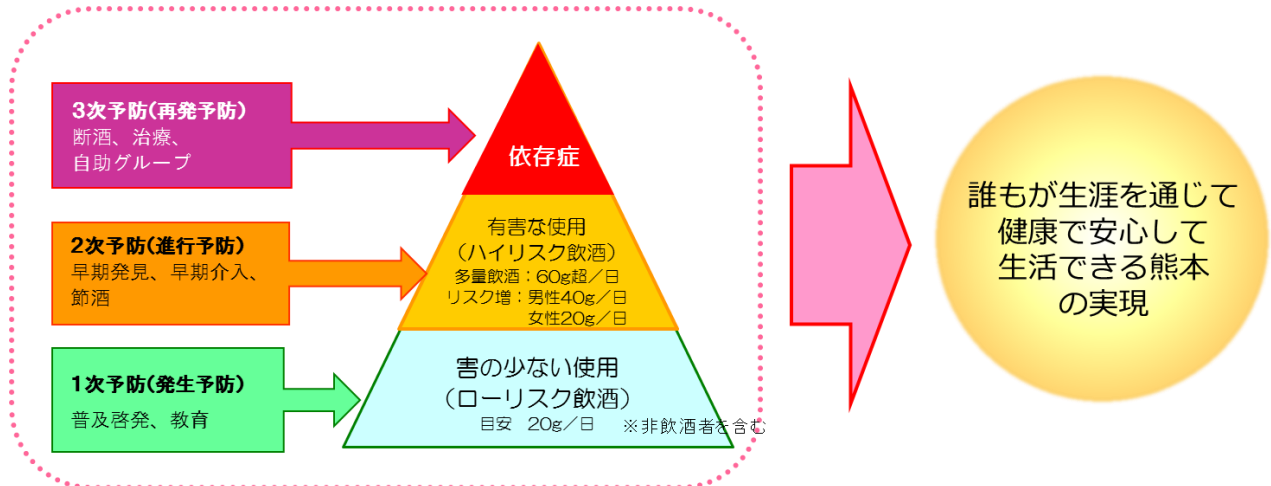 3次予防(再発予防)
断酒、治療、
自助グループ
依存症
2次予防(進行予防)
早期発見、早期介入、
節酒
有害な使用
(ハイリスク飲酒)
多量飲酒:60g超/日
リスク増:男性40g/日
女性20g/日
1次予防(発生予防)
普及啓発、教育
害の少ない使用
(ローリスク飲酒)
目安 20g/日 ※非飲酒者を含む
誰もが生涯を通じて
健康で安心して
生活できる熊本
の実現